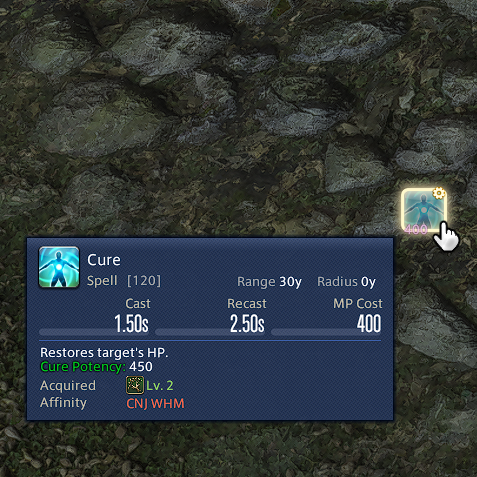 400
Cure
Spell [120]
Range 30y Radius 0y
Cast Recast MP Cost
1.50s 2.50s 400
Restores target's HP.
Cure Potency: 450
Acquired Lv. 2
Affinity CNJ WHM